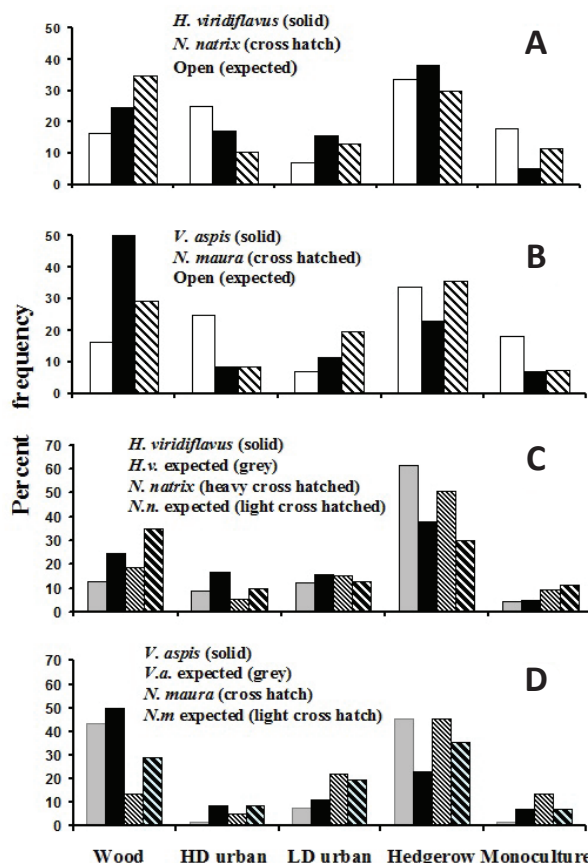 H. viridiflavus (solid)
N. natrix (cross hatch)
Open (expected)
A
50
40
30
20
10
0
V. aspis (solid)
N. maura (cross hatched)
Open (expected)
B
50
40
30
20
10
0
Percent frequency
H. viridiflavus (solid)
H.v. expected (grey)
N. natrix (heavy cross hatched)
N.n. expected (light cross hatched)
C
70
60
50
40
30
20
10
0
V. aspis (solid)
V.a. expected (grey)
N. maura (cross hatch)
N.m expected (light cross hatch)
D
70
60
50
40
30
20
10
0
Wood HD urban LD urban Hedgerow Monoculture